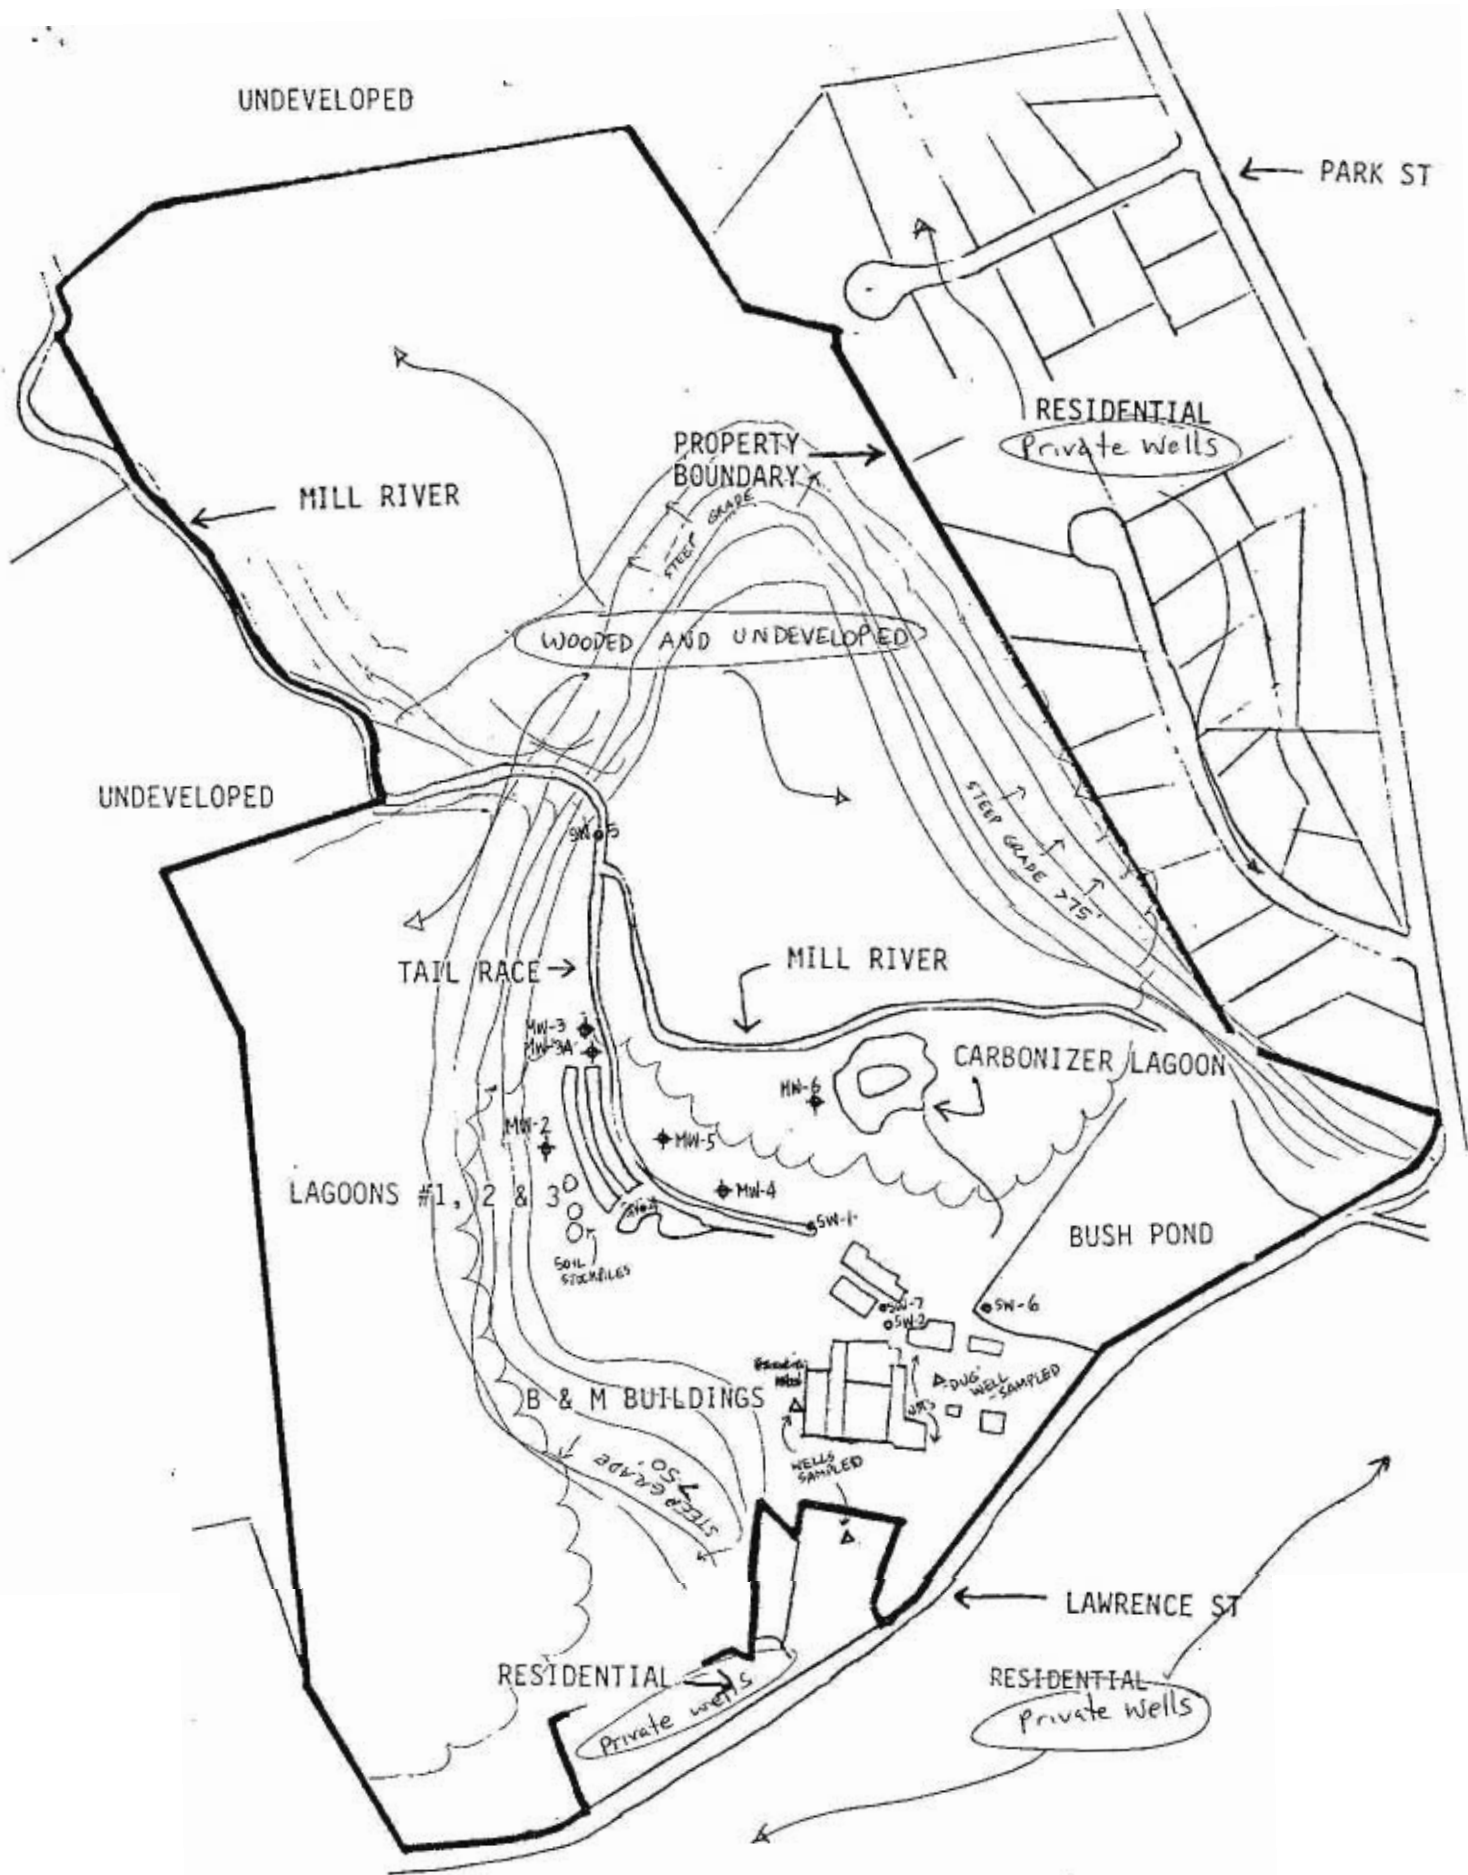 UNDEVELOPED
PARK ST
RESIDENTIAL
Private Wells
PROPERTY
BOUNDARY
MILL RIVER
STEEP GRADE
WOODED AND UNDEVELOPED
UNDEVELOPED
STEEP GRADE >75'
SW-5
TAIL RACE
MILL RIVER
MW-3
MW-3A
CARBONIZER LAGOON
MW-6
MW-2
MW-5
LAGOONS #1, 2 & 3
MW-4
SW-1
BUSH POND
SOIL
STOCKPILES
SW-7
SW-6
SW-2
DUG
WELL
SAMPLED
B & M BUILDINGS
WELLS
SAMPLED
STEEP GRADE
>50'
LAWRENCE ST
RESIDENTIAL
Private Wells
RESIDENTIAL
Private Wells